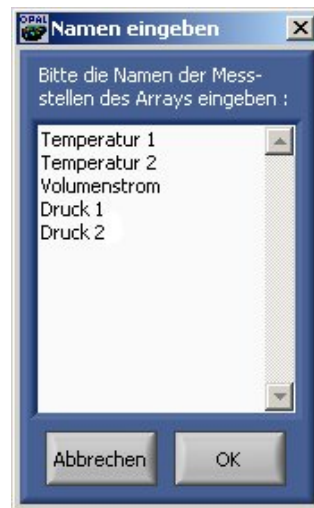 OPAL
Namen eingeben
Bitte die Namen der Mess-
stellen des Arrays eingeben :
Temperatur 1
Temperatur 2
Volumenstrom
Druck 1
Druck 2
Abbrechen
OK